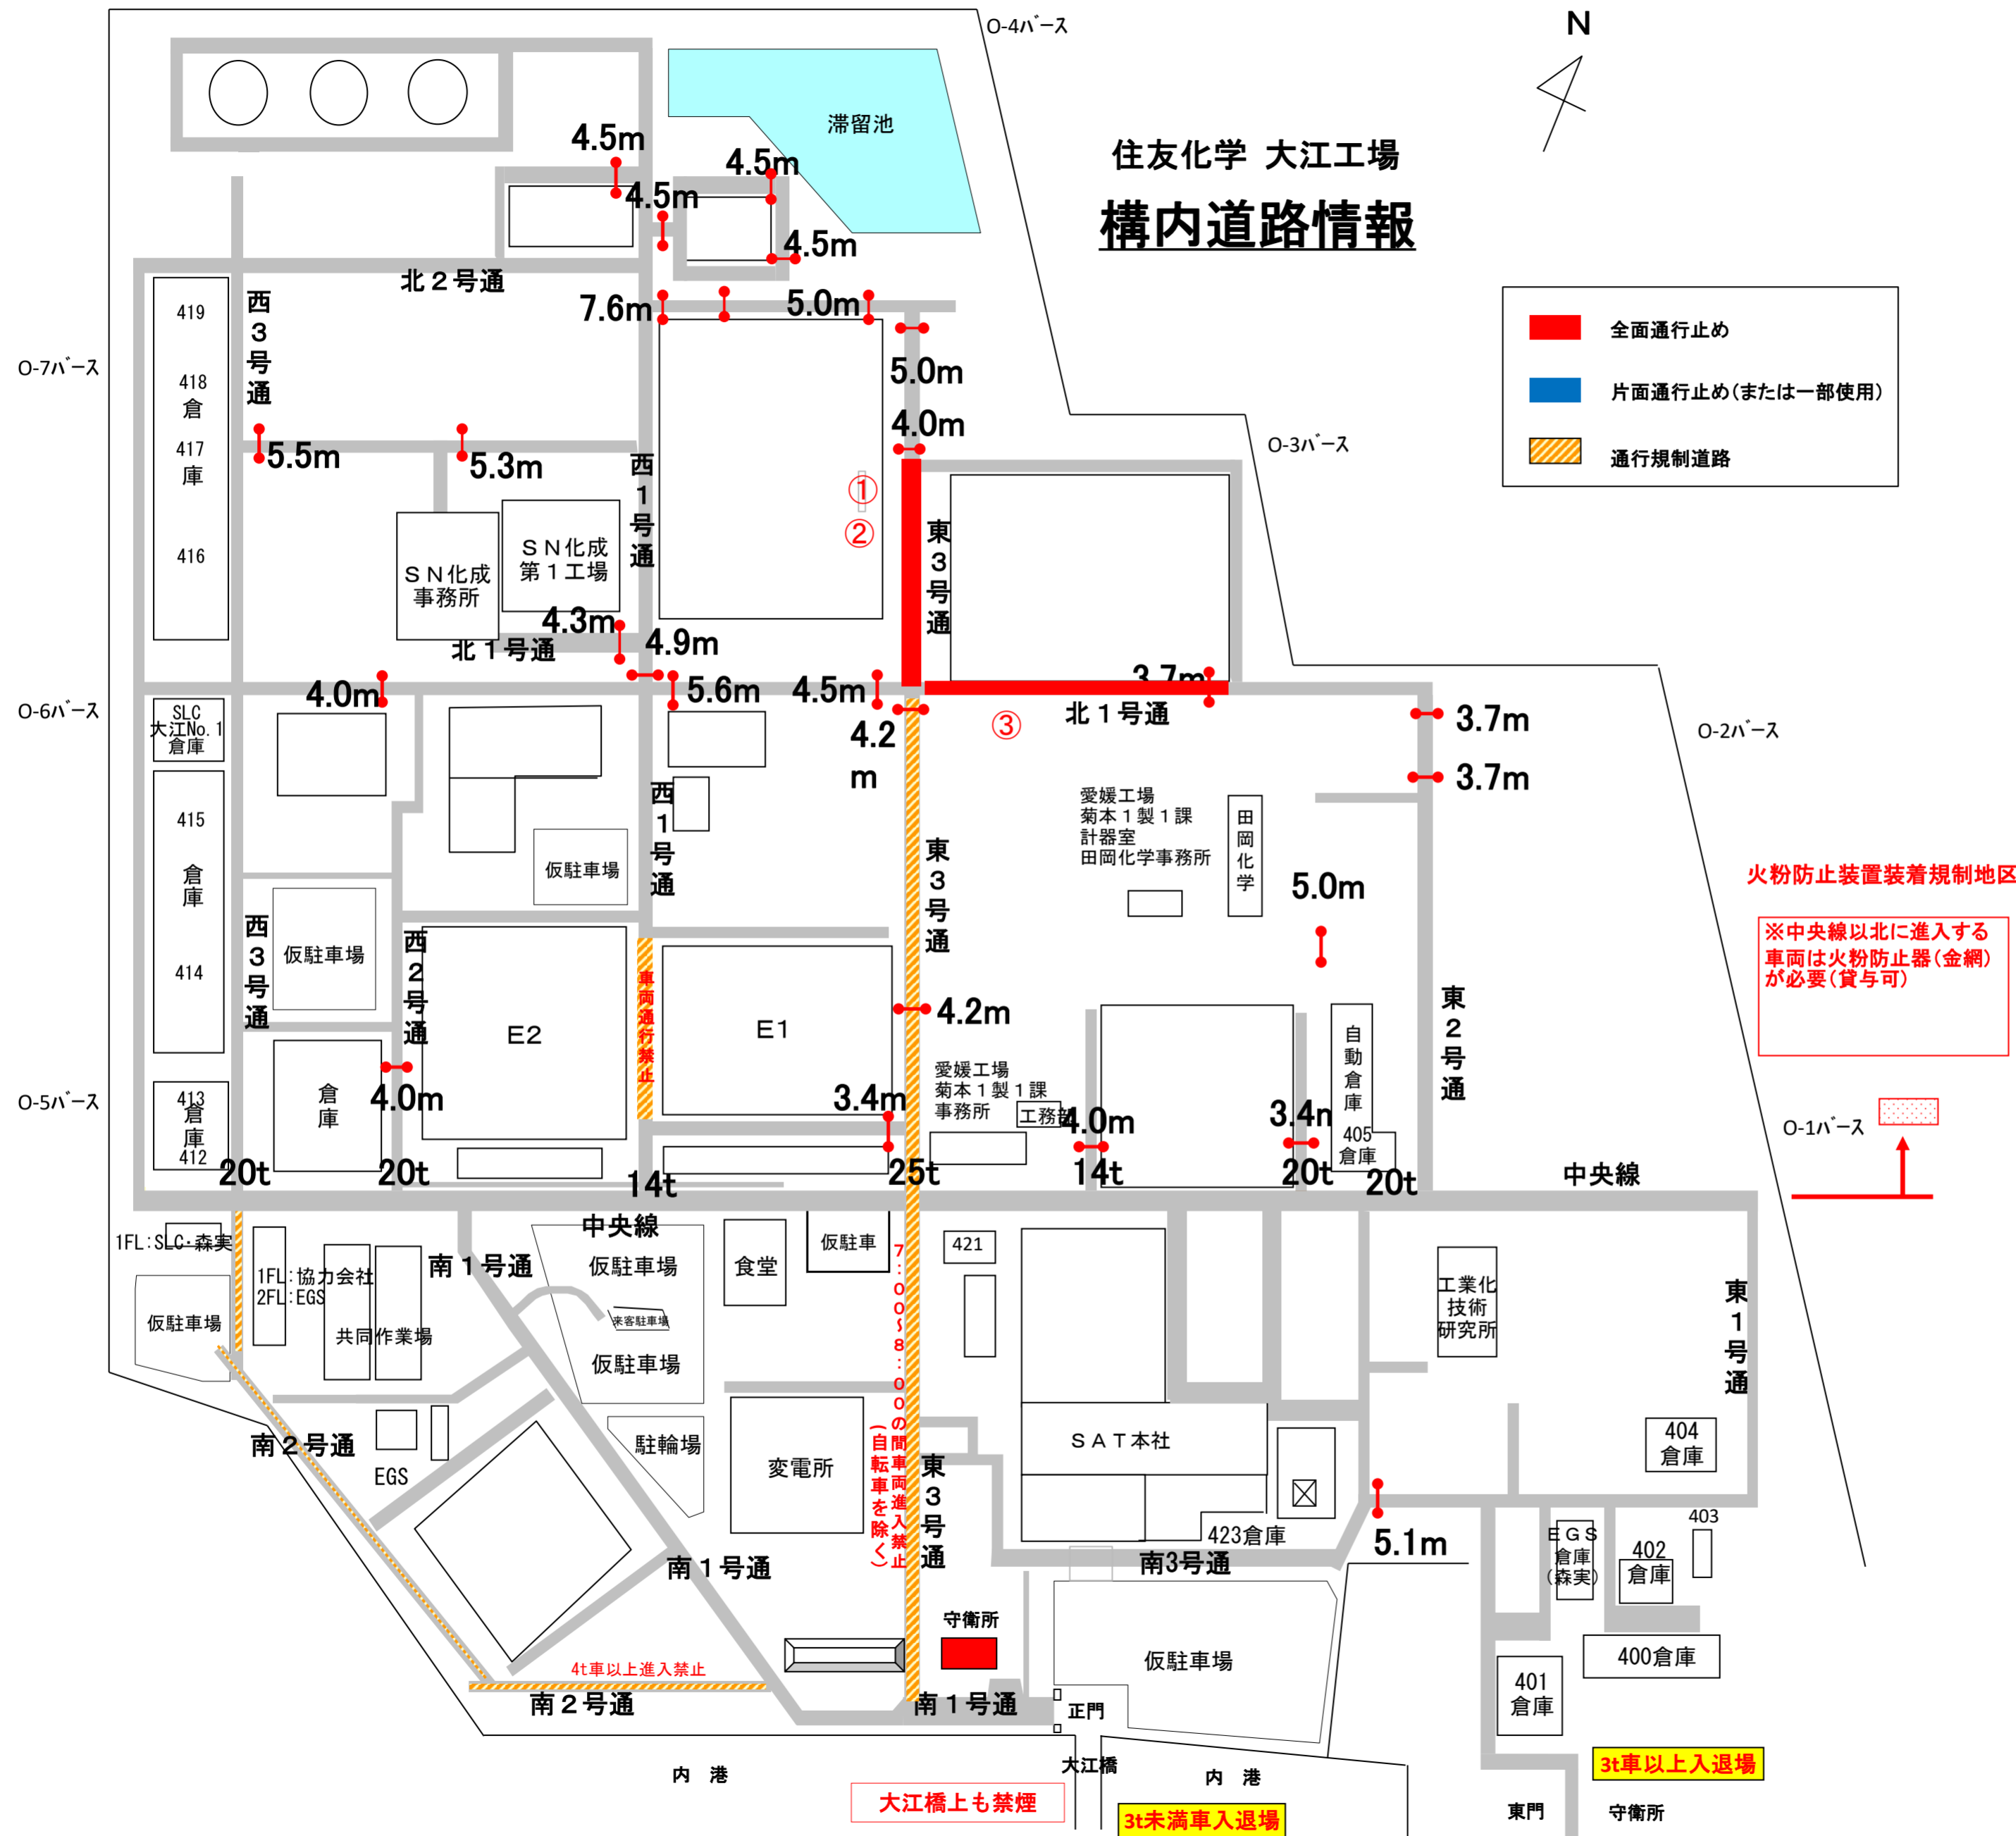 O-4バース
N
住友化学 大江工場
構内道路情報
滞留池
4.5m
4.5m
4.5m
4.5m
北２号通
7.6m
5.0m
全面通行止め
片面通行止め(または一部使用)
通行規制道路
419
418
倉
417
庫
416
西３号通
O-7バース
5.0m
4.0m
O-3バース
5.5m
5.3m
西１号通
①
②
東３号通
ＳＮ化成
第１工場
ＳＮ化成
事務所
4.3m
4.9m
北１号通
4.0m
5.6m
4.5m
3.7m
③
北１号通
3.7m
O-6バース
SLC
大江No.1
倉庫
4.2
m
O-2バース
3.7m
415
倉
庫
414
西１号通
仮駐車場
東３号通
愛媛工場
菊本１製１課
計器室
田岡化学事務所
田岡化学
5.0m
火粉防止装置装着規制地区
※中央線以北に進入する
車両は火粉防止器(金網)
が必要(貸与可)
西３号通
仮駐車場
西２号通
車両通行禁止
E2
E1
4.2m
東２号通
自動倉庫
405
倉庫
O-5バース
413
倉
庫
412
倉
庫
4.0m
3.4m
愛媛工場
菊本１製１課
事務所
工務部
4.0m
3.4m
O-1バース
20t
20t
14t
25t
14t
20t
20t
中央線
中央線
1FL:SLC・森実
仮駐車場
1FL:協力会社
2FL:EGS
共同作業場
南１号通
仮駐車場
来客駐車場
仮駐車場
食堂
仮駐車
7:00～8:00の間車両進入禁止
(自転車を除く)
421
工業化
技術
研究所
東１号通
南２号通
EGS
駐輪場
変電所
東３号通
ＳＡＴ本社
404
倉庫
423倉庫
5.1m
南１号通
南3号通
ＥＧＳ
倉庫
(森実)
402
倉庫
403
守衛所
4t車以上進入禁止
南２号通
南１号通
正門
仮駐車場
401
倉庫
400倉庫
内 港
大江橋
大江橋上も禁煙
内 港
3t未満車入退場
3t車以上入退場
東門
守衛所